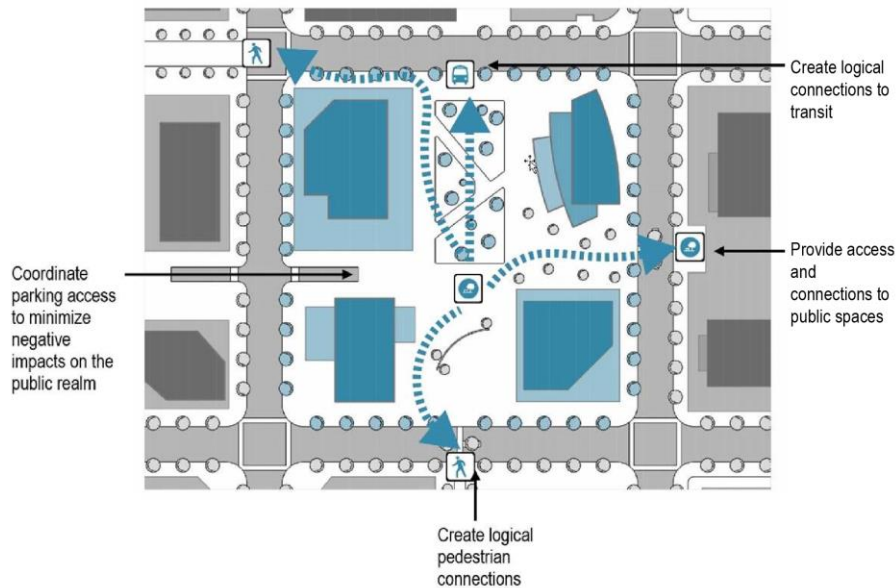 Create logical
connections to
transit
Provide access
and
connections to
public spaces
Coordinate
parking access
to minimize
negative
impacts on the
public realm
Create logical
pedestrian
connections